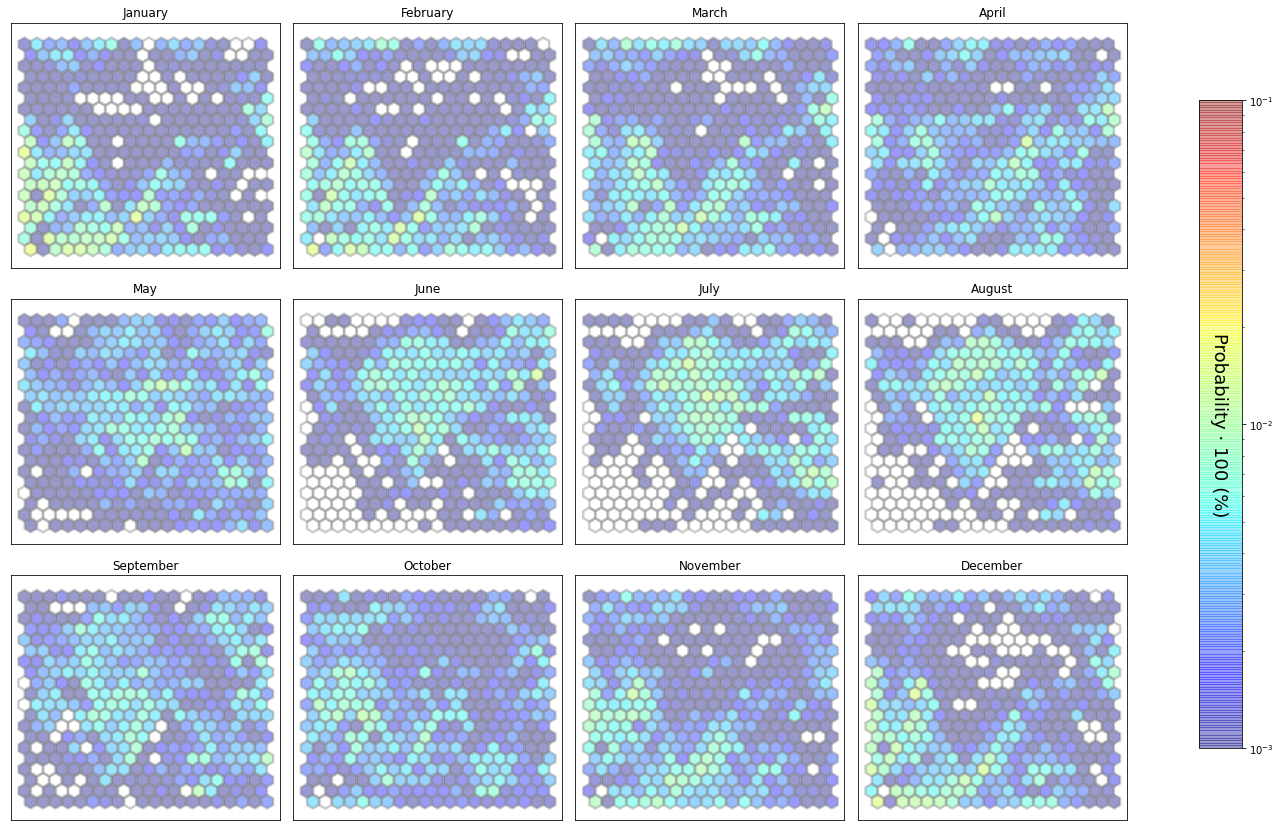 January
February
March
April
May
June
July
August
September
October
November
December
10⁻¹
10⁻²
10⁻³
Probability · 100 (%)